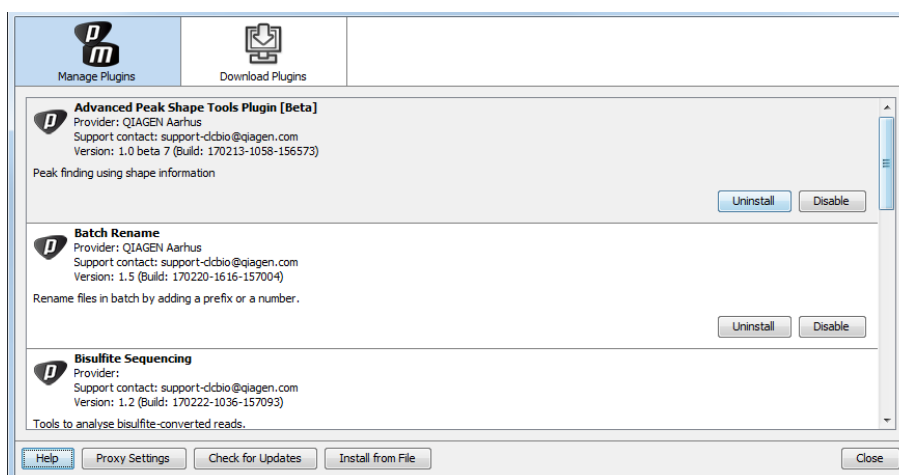 Manage Plugins
Download Plugins
Advanced Peak Shape Tools Plugin [Beta]
Provider: QIAGEN Aarhus
Support contact: support-clcbio@qiagen.com
Version: 1.0 beta 7 (Build: 170213-1058-156573)
Peak finding using shape information
Uninstall Disable
Batch Rename
Provider: QIAGEN Aarhus
Support contact: support-clcbio@qiagen.com
Version: 1.5 (Build: 170220-1616-157004)
Rename files in batch by adding a prefix or a number.
Uninstall Disable
Bisulfite Sequencing
Provider:
Support contact: support-clcbio@qiagen.com
Version: 1.2 (Build: 170222-1036-157093)
Tools to analyse bisulfite-converted reads.
Help Proxy Settings Check for Updates Install from File Close